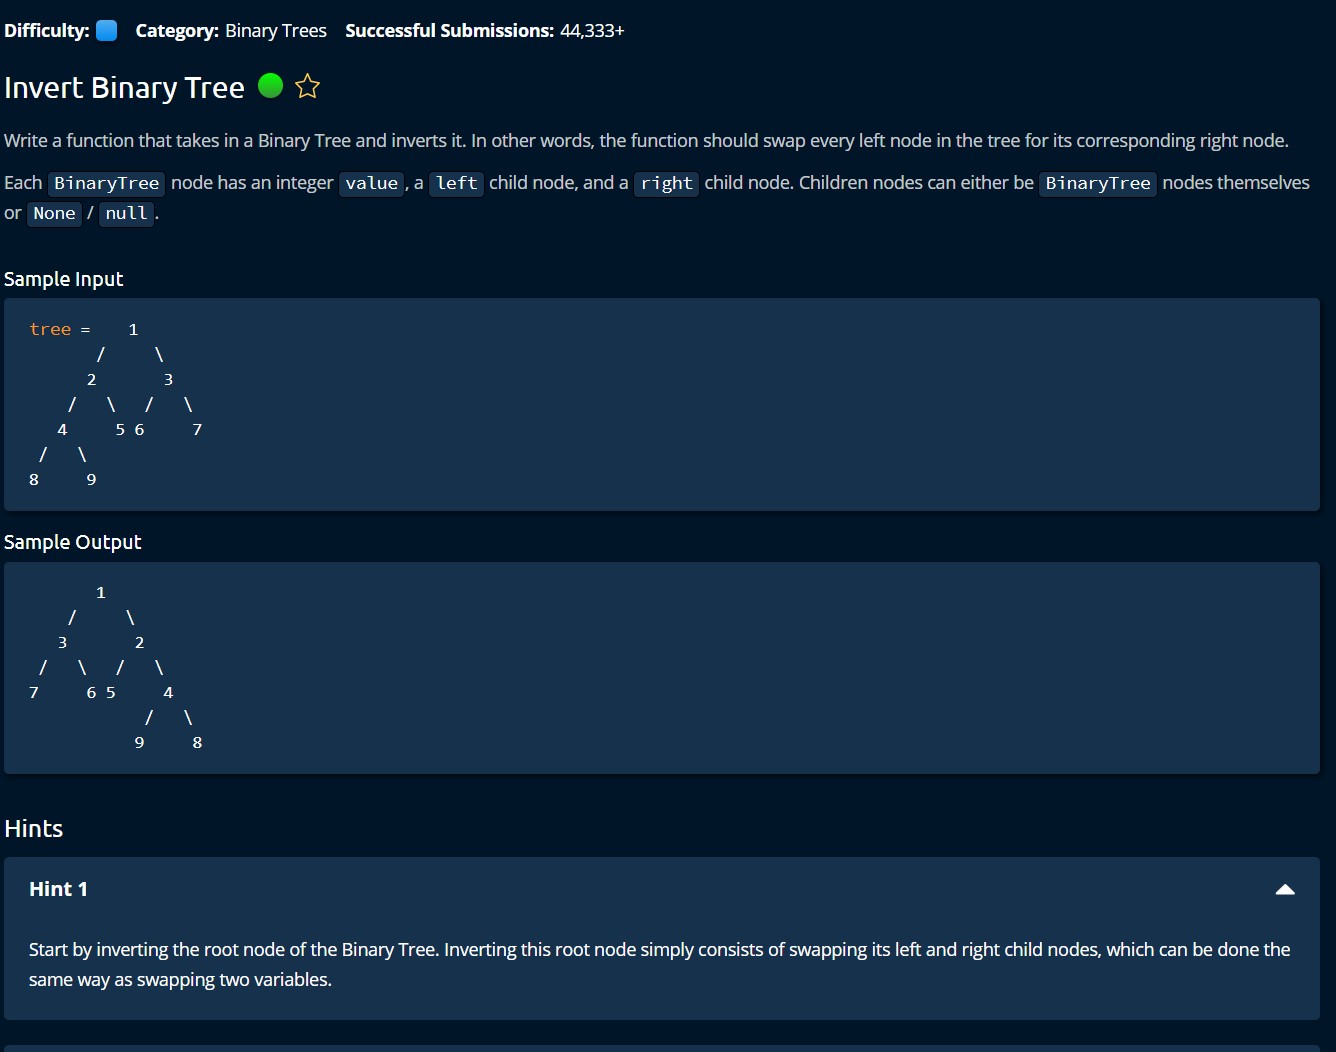 Difficulty: Category: Binary Trees Successful Submissions: 44,333+
Invert Binary Tree
Write a function that takes in a Binary Tree and inverts it. In other words, the function should swap every left node in the tree for its corresponding right node.
Each BinaryTree node has an integer value, a left child node, and a right child node. Children nodes can either be BinaryTree nodes themselves
or None / null.
Sample Input
tree =    1
       /     \
      2       3
    /   \   /   \
   4     5 6     7
 /   \
8     9
Sample Output
       1
    /     \
   3       2
 /   \   /   \
7     6 5     4
            /   \
           9     8
Hints
Hint 1
Start by inverting the root node of the Binary Tree. Inverting this root node simply consists of swapping its left and right child nodes, which can be done the
same way as swapping two variables.